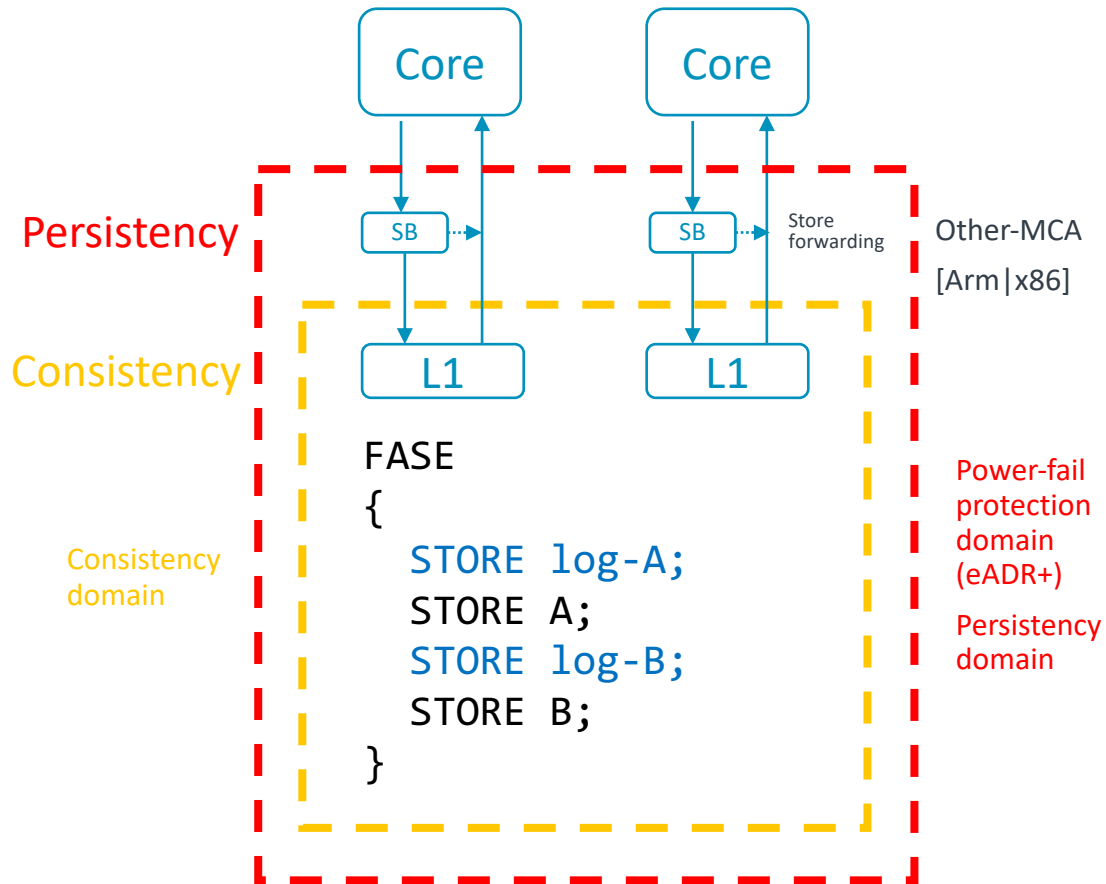 Core
Core
Persistency
SB
SB
Store
forwarding
Other-MCA
[Arm|x86]
Consistency
L1
L1
FASE
{
STORE log-A;
STORE A;
STORE log-B;
STORE B;
}
Consistency
domain
Power-fail
protection
domain
(eADR+)
Persistency
domain